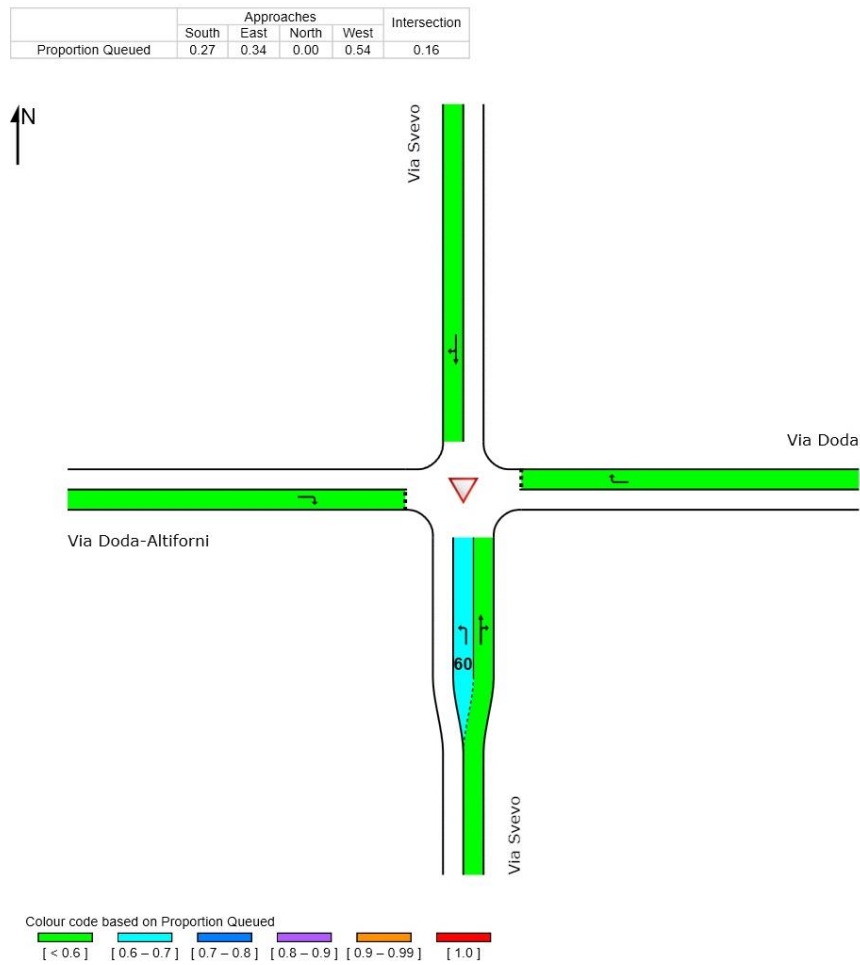 Approaches Intersection
South East North West
Proportion Queued 0.27 0.34 0.00 0.54 0.16
N
Via Svevo
Via Doda
Via Doda-Altiforni
60
Via Svevo
Colour code based on Proportion Queued
[ < 0.6 ] [ 0.6 – 0.7 ] [ 0.7 – 0.8 ] [ 0.8 – 0.9 ] [ 0.9 – 0.99 ] [ 1.0 ]